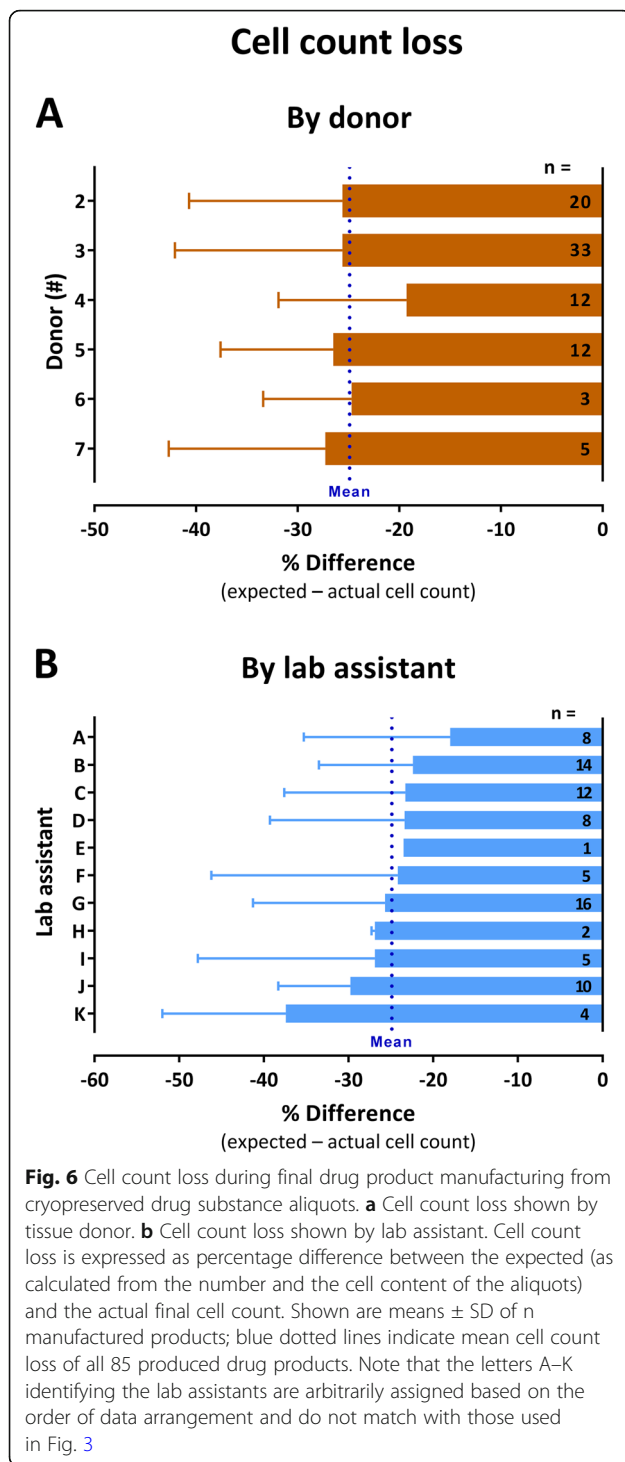 Cell count loss
A
By donor
n =
2
20
3
33
4
12
5
12
6
3
7
5
Donor (#)
Mean
-50 -40 -30 -20 -10 0
% Difference
(expected – actual cell count)
B
By lab assistant
n =
A
8
B
14
C
12
D
8
E
1
F
5
G
16
H
2
I
5
J
10
K
4
Lab assistant
Mean
-60 -50 -40 -30 -20 -10 0
% Difference
(expected – actual cell count)
Fig. 6 Cell count loss during final drug product manufacturing from
cryopreserved drug substance aliquots. a Cell count loss shown by
tissue donor. b Cell count loss shown by lab assistant. Cell count
loss is expressed as percentage difference between the expected (as
calculated from the number and the cell content of the aliquots)
and the actual final cell count. Shown are means ± SD of n
manufactured products; blue dotted lines indicate mean cell count
loss of all 85 produced drug products. Note that the letters A–K
identifying the lab assistants are arbitrarily assigned based on the
order of data arrangement and do not match with those used
in Fig. 3